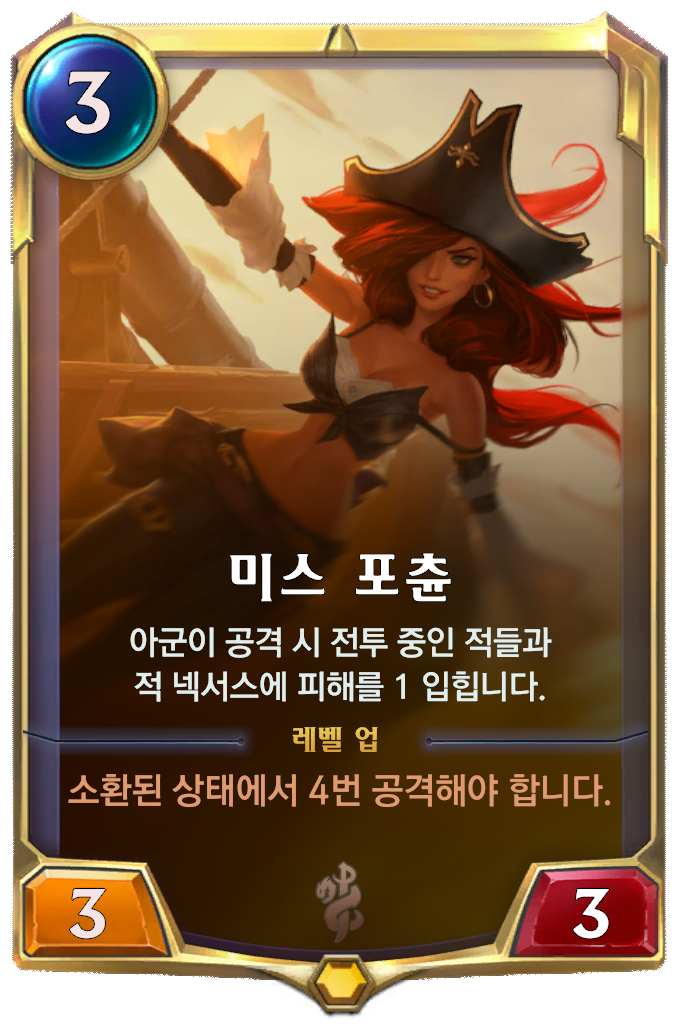 3
미스 포츈
아군이 공격 시 전투 중인 적들과
적 넥서스에 피해를 1 입힙니다.
레벨 업
소환된 상태에서 4번 공격해야 합니다.
3
3